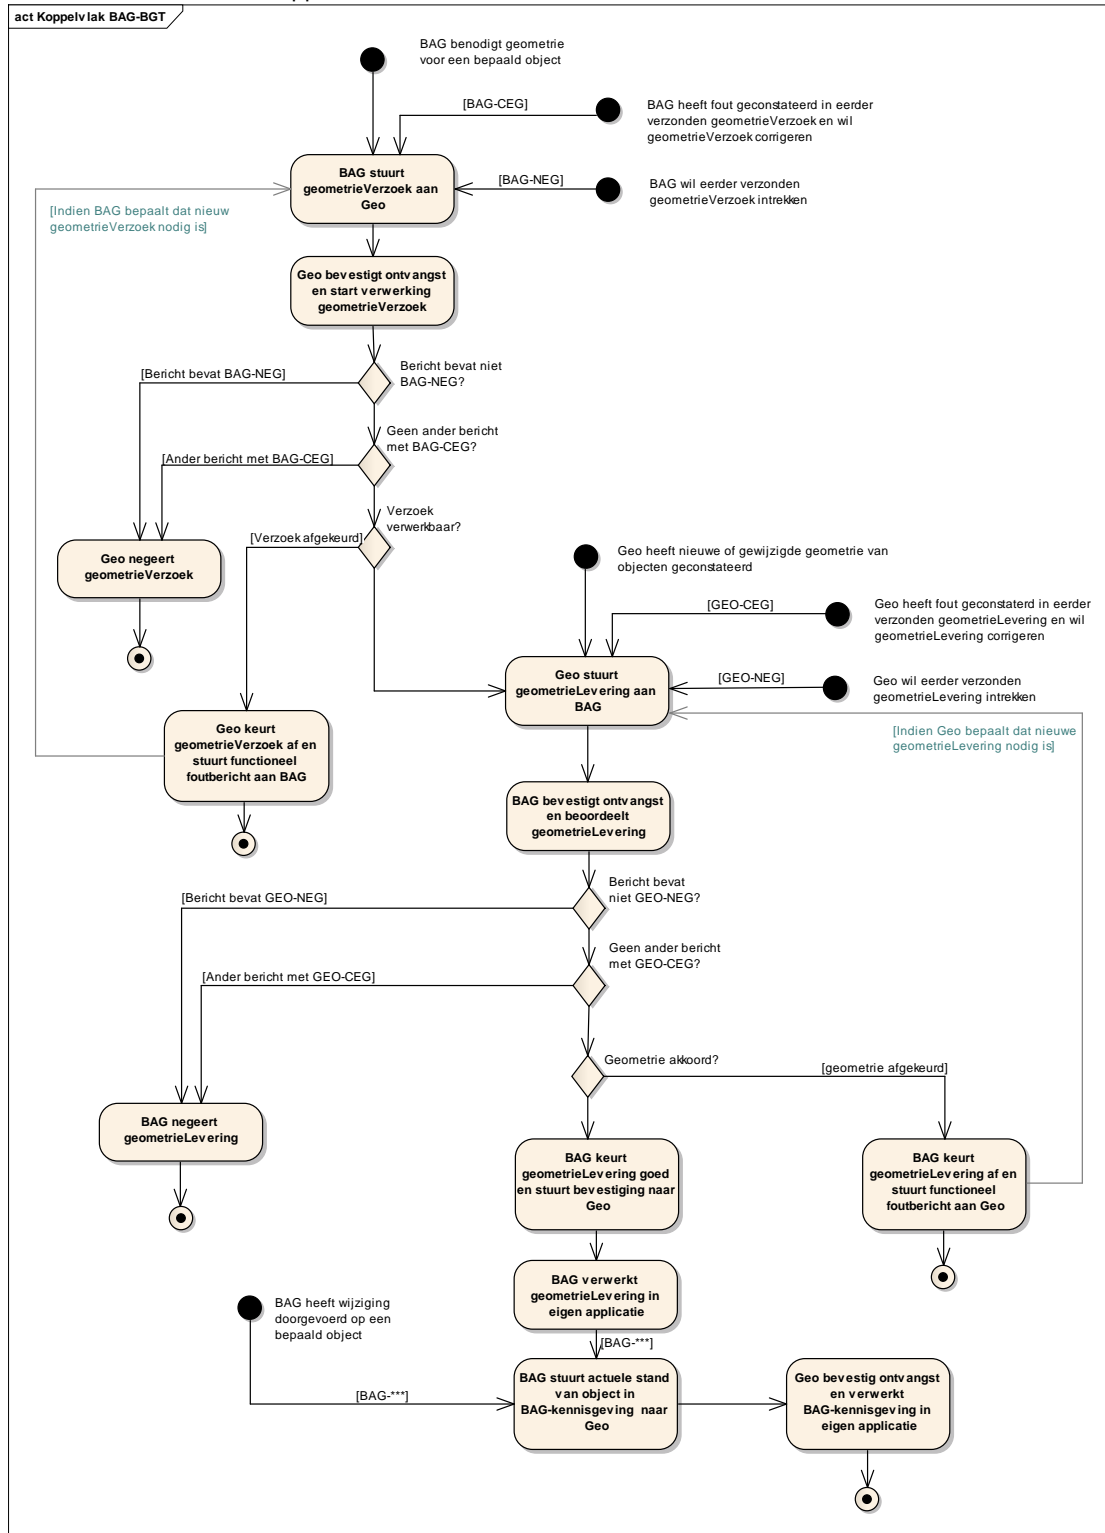 act Koppelvlak BAG-BGT
BAG benodigt geometrie
voor een bepaald object
[BAG-CEG]
BAG heeft fout geconstateerd in eerder
verzonden geometrieVerzoek en wil
geometrieVerzoek corrigeren
BAG stuurt
geometrieVerzoek aan
Geo
[BAG-NEG]
BAG wil eerder verzonden
geometrieVerzoek intrekken
[Indien BAG bepaalt dat nieuw
geometrieVerzoek nodig is]
Geo bevestigt ontvangst
en start verwerking
geometrieVerzoek
Bericht bevat niet
BAG-NEG?
[Bericht bevat BAG-NEG]
Geen ander bericht
met BAG-CEG?
[Ander bericht met BAG-CEG]
Verzoek
verwerkbaar?
[Verzoek afgekeurd]
Geo negeert
geometrieVerzoek
Geo heeft nieuwe of gewijzigde geometrie van
objecten geconstateerd
[GEO-CEG]
Geo heeft fout geconstaterd in eerder
verzonden geometrieLevering en wil
geometrieLevering corrigeren
Geo stuurt
geometrieLevering aan
BAG
[GEO-NEG]
Geo wil eerder verzonden
geometrieLevering intrekken
Geo keurt
geometrieVerzoek af en
stuurt functioneel
foutbericht aan BAG
[Indien Geo bepaalt dat nieuwe
geometrieLevering nodig is]
BAG bevestigt ontvangst
en beoordeelt
geometrieLevering
Bericht bevat
niet GEO-NEG?
[Bericht bevat GEO-NEG]
Geen ander bericht
met GEO-CEG?
[Ander bericht met GEO-CEG]
Geometrie akkoord?
[geometrie afgekeurd]
BAG negeert
geometrieLevering
BAG keurt
geometrieLevering goed
en stuurt bevestiging naar
Geo
BAG keurt
geometrieLevering af en
stuurt functioneel
foutbericht aan Geo
BAG verwerkt
geometrieLevering in
eigen applicatie
BAG heeft wijziging
doorgevoerd op een
bepaald object
[BAG-***]
[BAG-***]
BAG stuurt actuele stand
van object in
BAG-kennisgeving naar
Geo
Geo bevestig ontvangst
en verwerkt
BAG-kennisgeving in
eigen applicatie